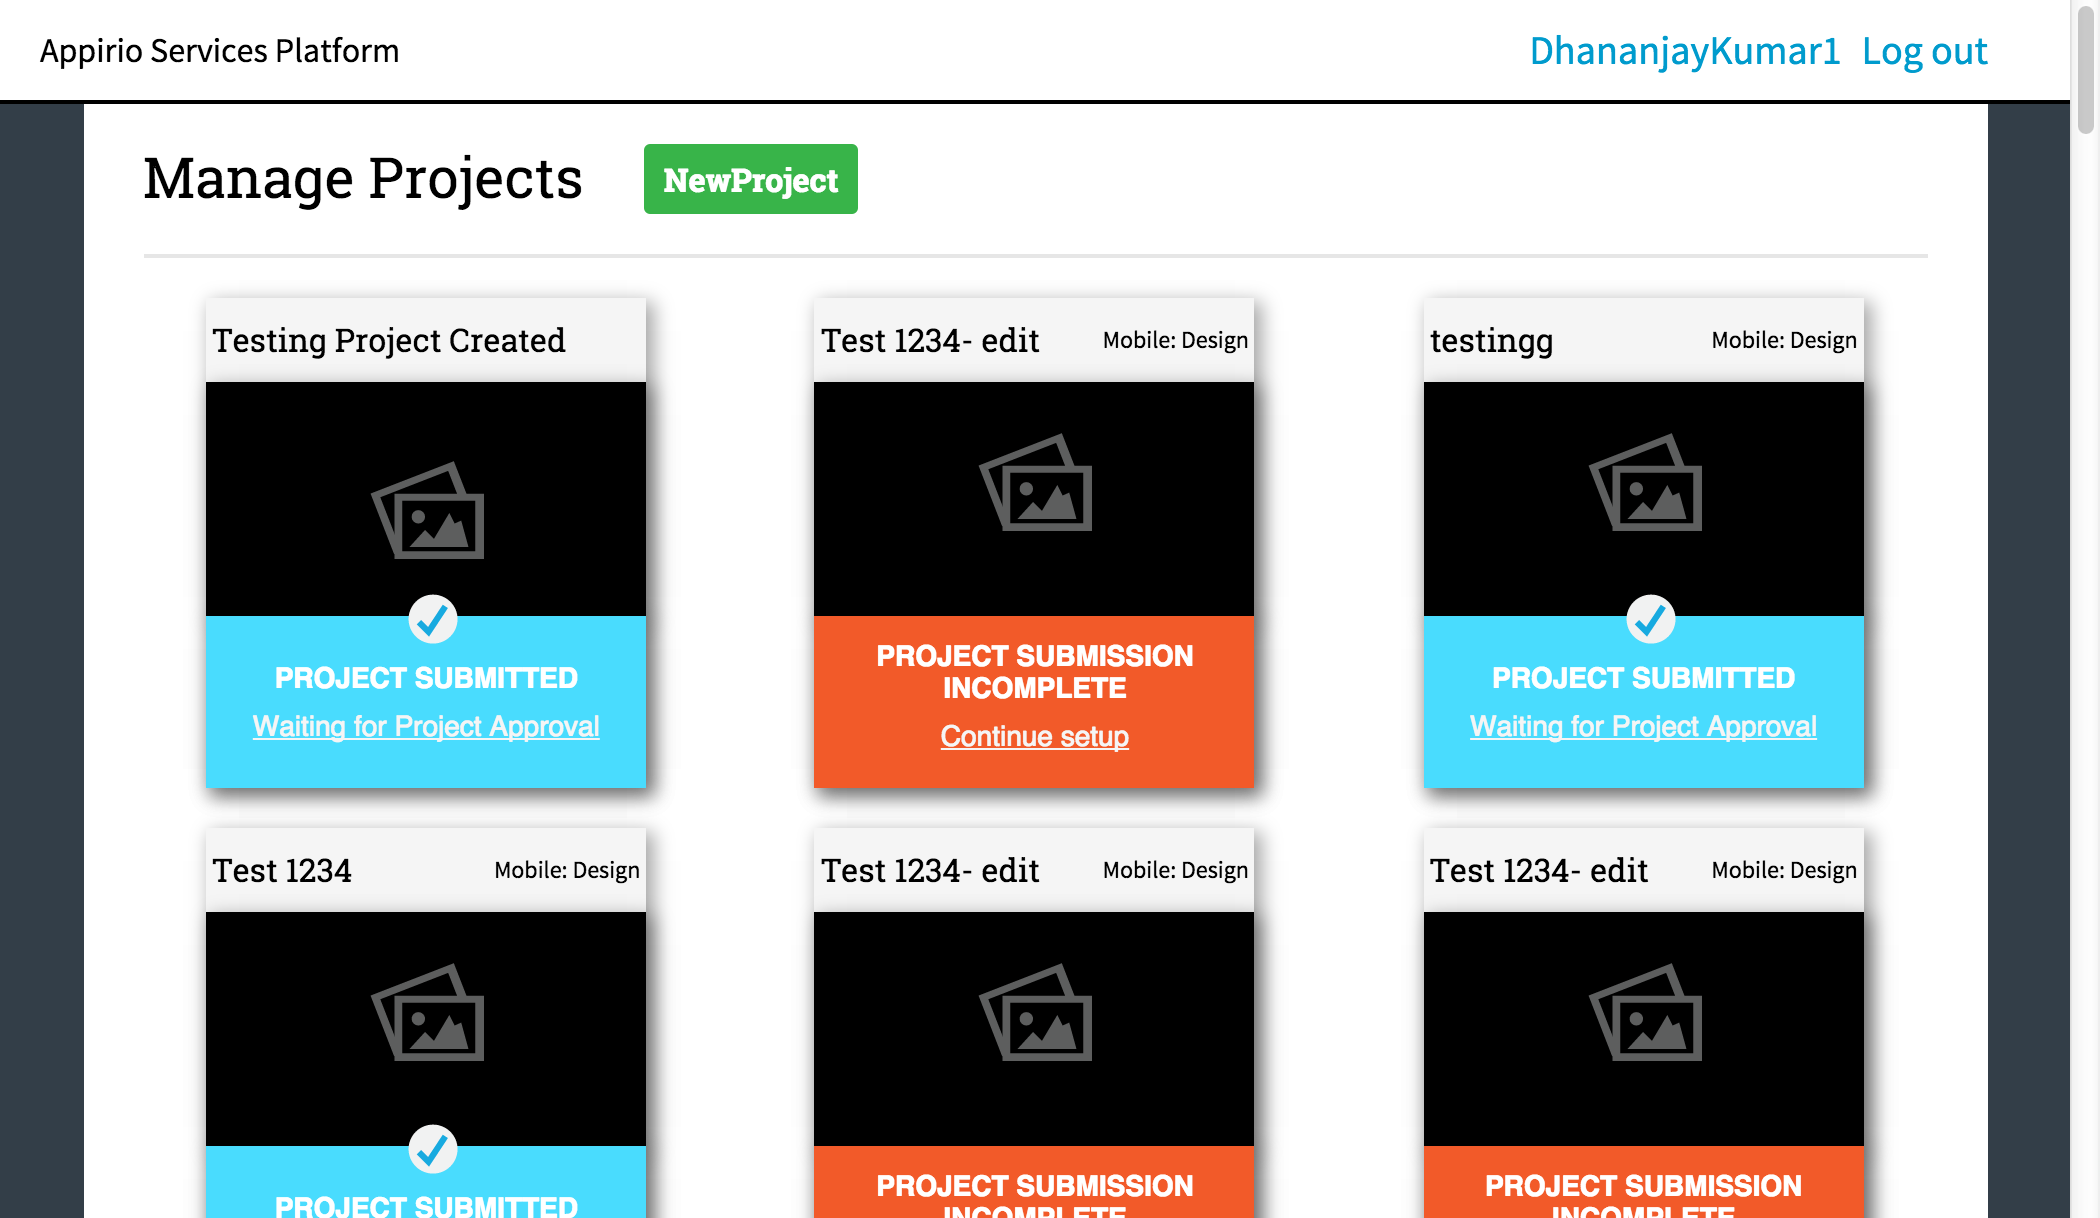 Appirio Services Platform
DhananjayKumar1 Log out
Manage Projects
NewProject
Testing Project Created
PROJECT SUBMITTED
Waiting for Project Approval
Test 1234- edit
Mobile: Design
PROJECT SUBMISSION
INCOMPLETE
Continue setup
testingg
Mobile: Design
PROJECT SUBMITTED
Waiting for Project Approval
Test 1234
Mobile: Design
PROJECT SUBMITTED
Test 1234- edit
Mobile: Design
PROJECT SUBMISSION
INCOMPLETE
Test 1234- edit
Mobile: Design
PROJECT SUBMISSION
INCOMPLETE